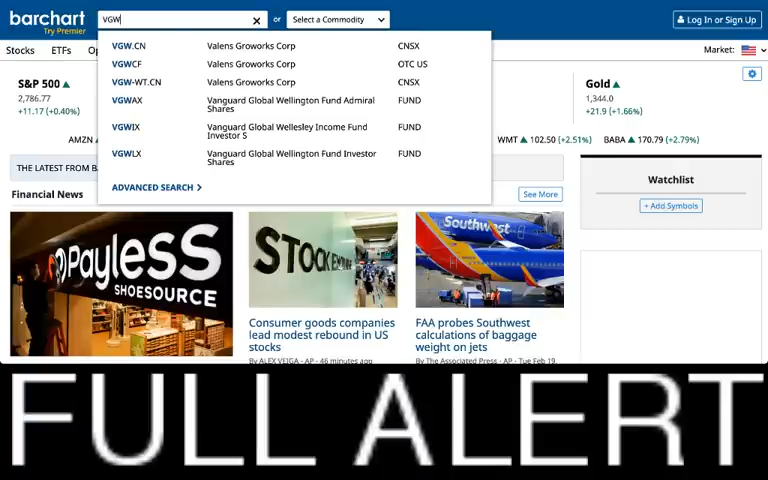 barchart
Try Premier
VGW
or
Select a Commodity
Log In or Sign Up
Stocks
ETFs
Op
Market:
VGW.CN Valens Groworks Corp CNSX
VGWCF Valens Groworks Corp OTC US
VGW-WT.CN Valens Groworks Corp CNSX
VGWAX Vanguard Global Wellington Fund Admiral Shares FUND
VGWIX Vanguard Global Wellesley Income Fund Investor S FUND
VGWLX Vanguard Global Wellington Fund Investor Shares FUND
ADVANCED SEARCH
S&P 500
2,786.77
+11.17 (+0.40%)
Gold
1,344.0
+21.9 (+1.66%)
AMZN
WMT 102.50 (+2.51%)
BABA 170.79 (+2.79%)
THE LATEST FROM BA
Financial News
See More
Watchlist
+ Add Symbols
Payless
SHOESOURCE
STOCK EX
Southwest
Consumer goods companies
lead modest rebound in US
stocks
By ALEX VEIGA - AP - 46 minutes ago
FAA probes Southwest
calculations of baggage
weight on jets
By The Associated Press - AP - Tue Feb 19,
FULL ALERT